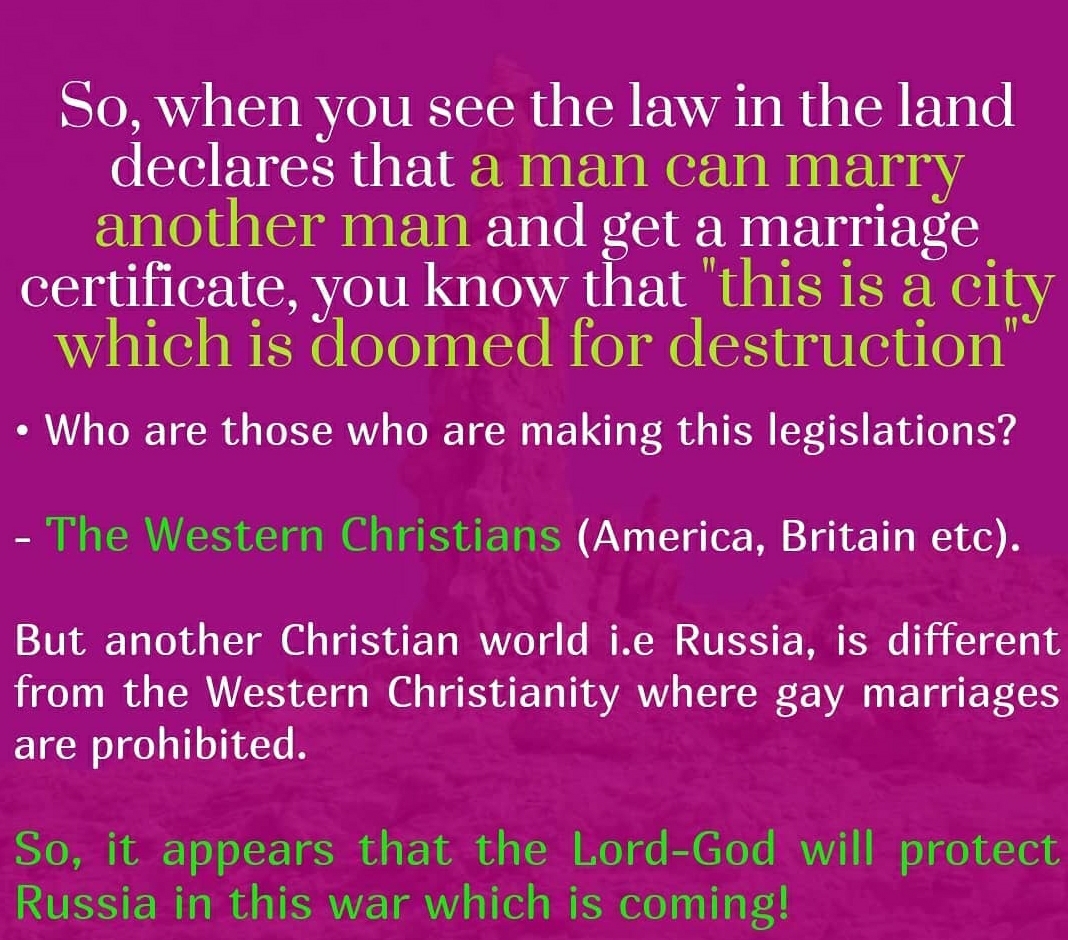 So, when you see the law in the land
declares that a man can marry
another man and get a marriage
certificate, you know that "this is a city
which is doomed for destruction"
• Who are those who are making this legislations?
- The Western Christians (America, Britain etc).
But another Christian world i.e Russia, is different
from the Western Christianity where gay marriages
are prohibited.
So, it appears that the Lord-God will protect
Russia in this war which is coming!